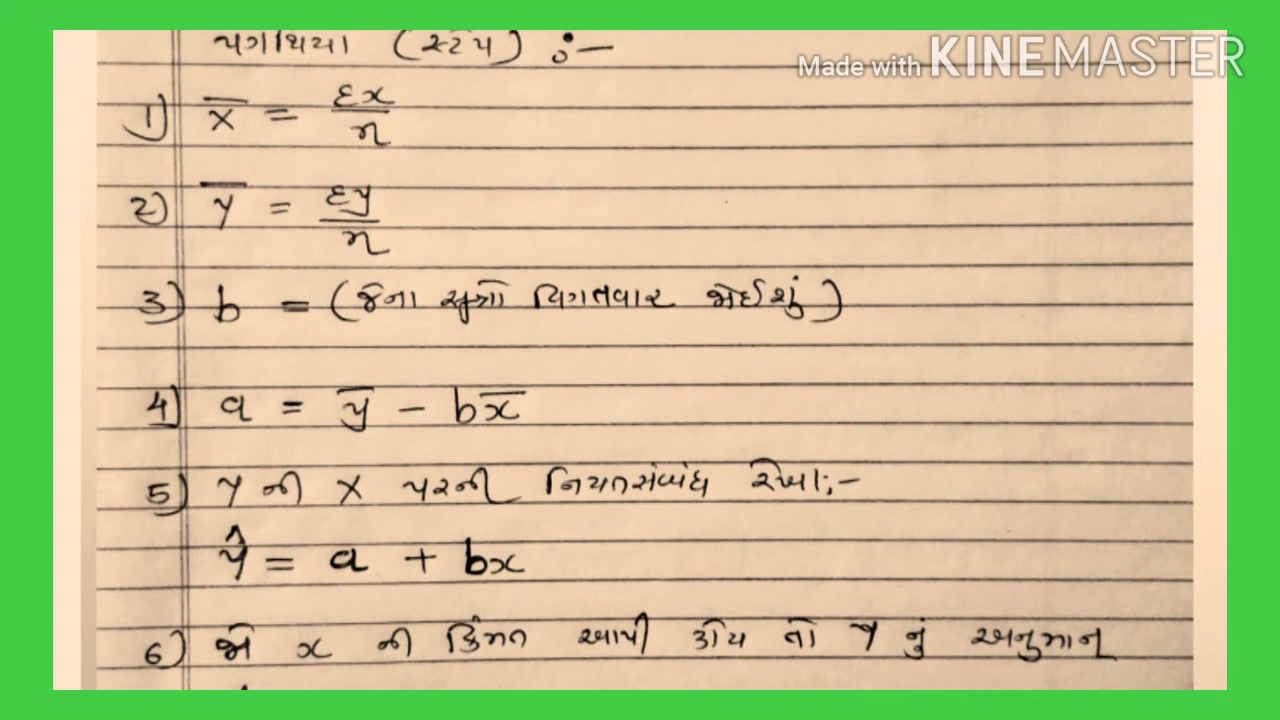 પગથિયા (સ્ટેપ) :-
Made with KINEMASTER
1) X̅ = Σx/n
2) Y̅ = Σy/n
3) b = (જેના સૂત્રો વિગતવાર જોઈશું)
4) a = y̅ - bx̅
5) Y ની X પરની નિયતસંબંધ રેખા:-
Ŷ = a + bx
6) જો x ની કિંમત આપી હોય તો Y નું અનુમાન